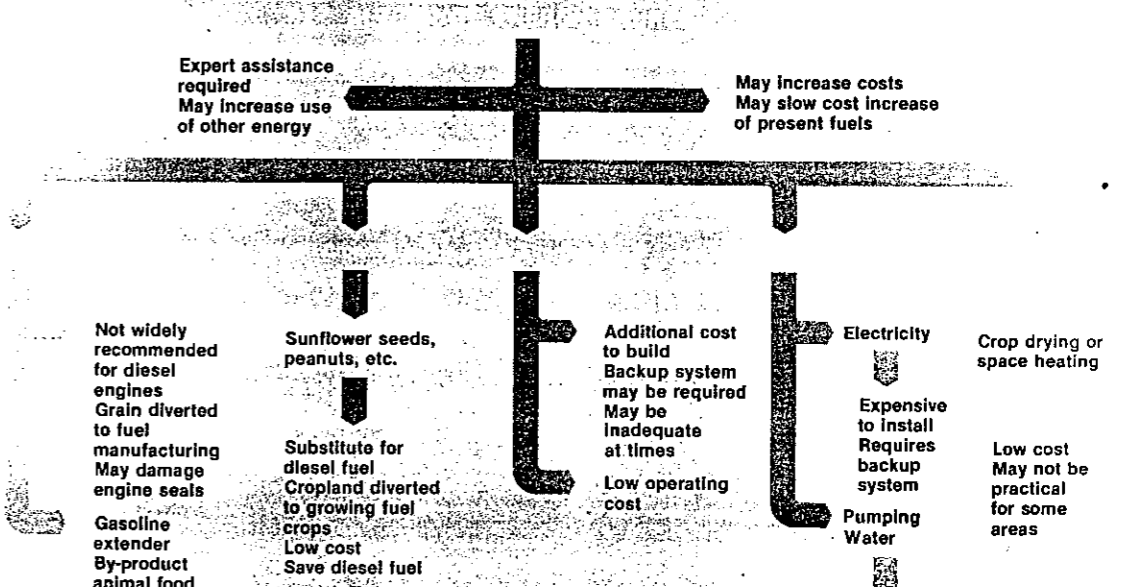 Expert assistance
required
May increase use
of other energy
May increase costs
May slow cost increase
of present fuels
Not widely
recommended
for diesel
engines
Grain diverted
to fuel
manufacturing
May damage
engine seals
Gasoline
extender
By-product
animal food
Sunflower seeds,
peanuts, etc.
Substitute for
diesel fuel
Cropland diverted
to growing fuel
crops
Low cost
Save diesel fuel
Additional cost
to build
Backup system
may be required
May be
inadequate
at times
Low operating
cost
Electricity
Expensive
to install
Requires
backup
system
Pumping
Water
Crop drying or
space heating
Low cost
May not be
practical
for some
areas